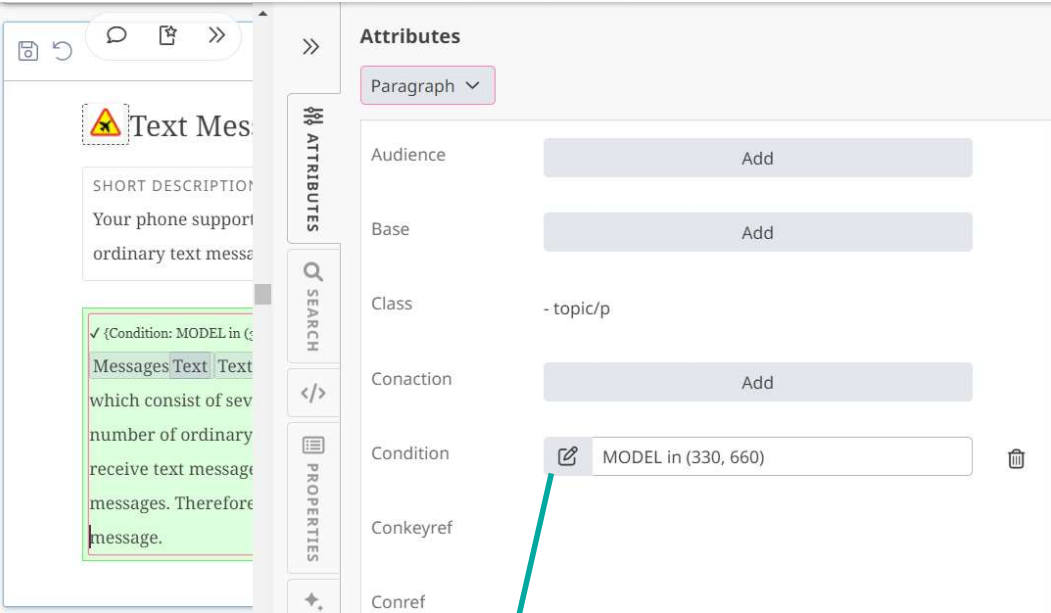 Text Mes
SHORT DESCRIPTION
Your phone support
ordinary text messa
✓ {Condition: MODEL in (3
Messages Text Text
which consist of sev
number of ordinary
receive text message
messages. Therefore
message.
ATTRIBUTES
SEARCH
</>
PROPERTIES
Attributes
Paragraph
Audience
Add
Base
Add
Class
- topic/p
Conaction
Add
Condition
MODEL in (330, 660)
Conkeyref
Conref